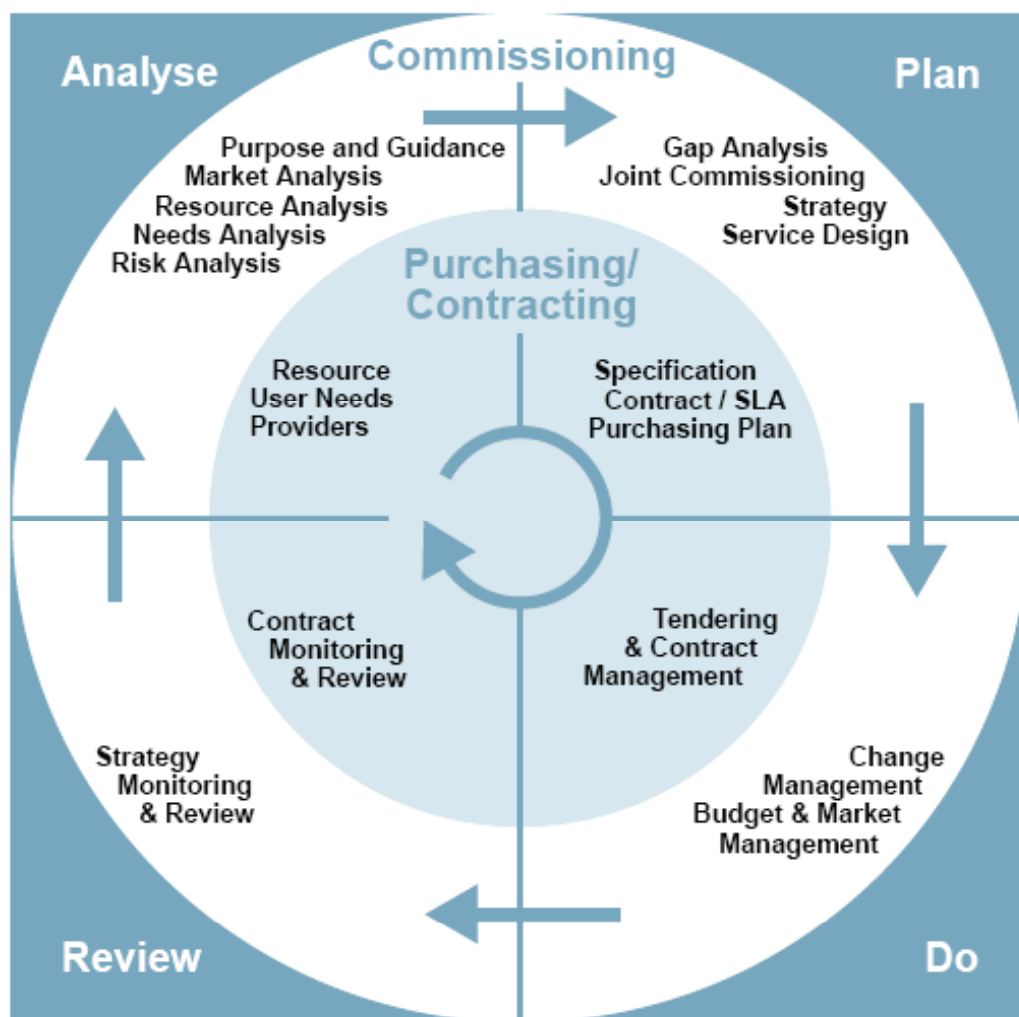 Analyse
Commissioning
Plan
Purpose and Guidance
Market Analysis
Resource Analysis
Needs Analysis
Risk Analysis
Gap Analysis
Joint Commissioning
Strategy
Service Design
Purchasing/
Contracting
Resource
User Needs
Providers
Specification
Contract / SLA
Purchasing Plan
Contract
Monitoring
& Review
Tendering
& Contract
Management
Strategy
Monitoring
& Review
Change
Management
Budget & Market
Management
Review
Do